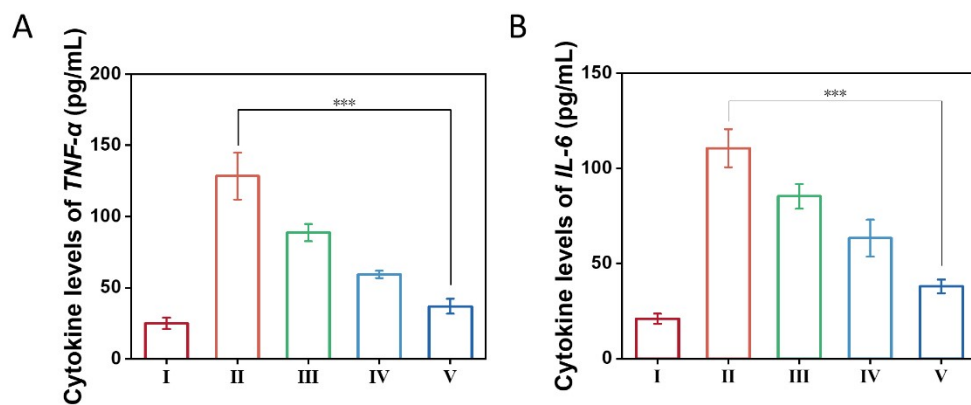 A
Cytokine levels of TNF-α (pg/mL)
200
150
100
50
0
***
I II III IV V
B
Cytokine levels of IL-6 (pg/mL)
150
100
50
0
***
I II III IV V